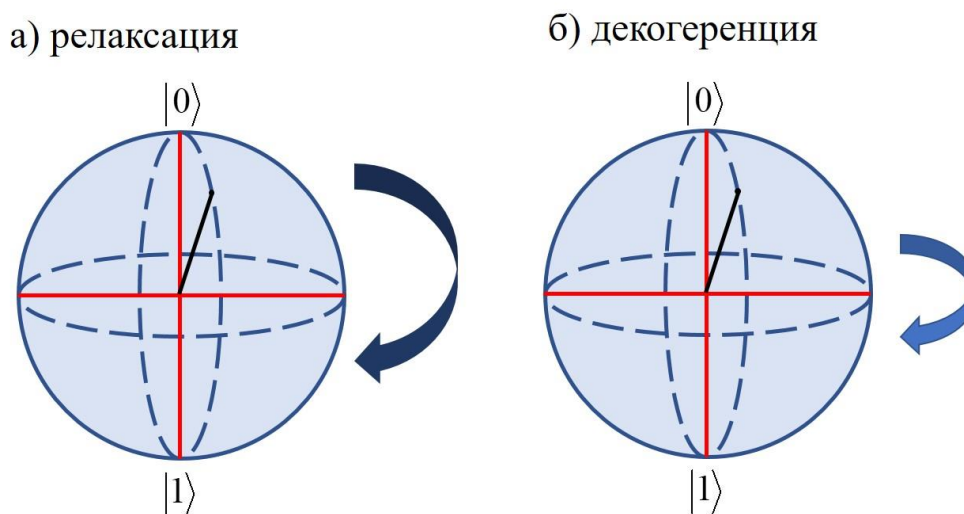 а) релаксация
б) декогеренция
|0⟩
|0⟩
|1⟩
|1⟩